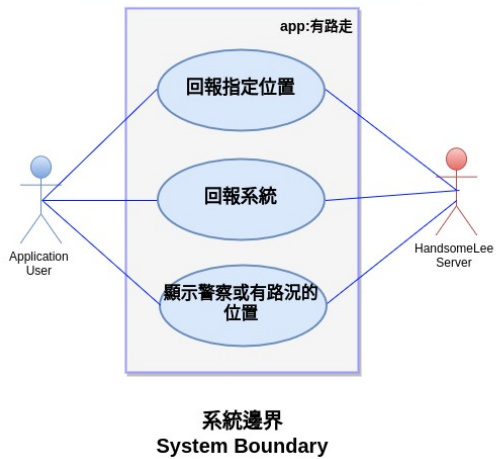 app:有路走
回報指定位置
回報系統
顯示警察或有路況的
位置
Application
User
HandsomeLee
Server
系統邊界
System Boundary